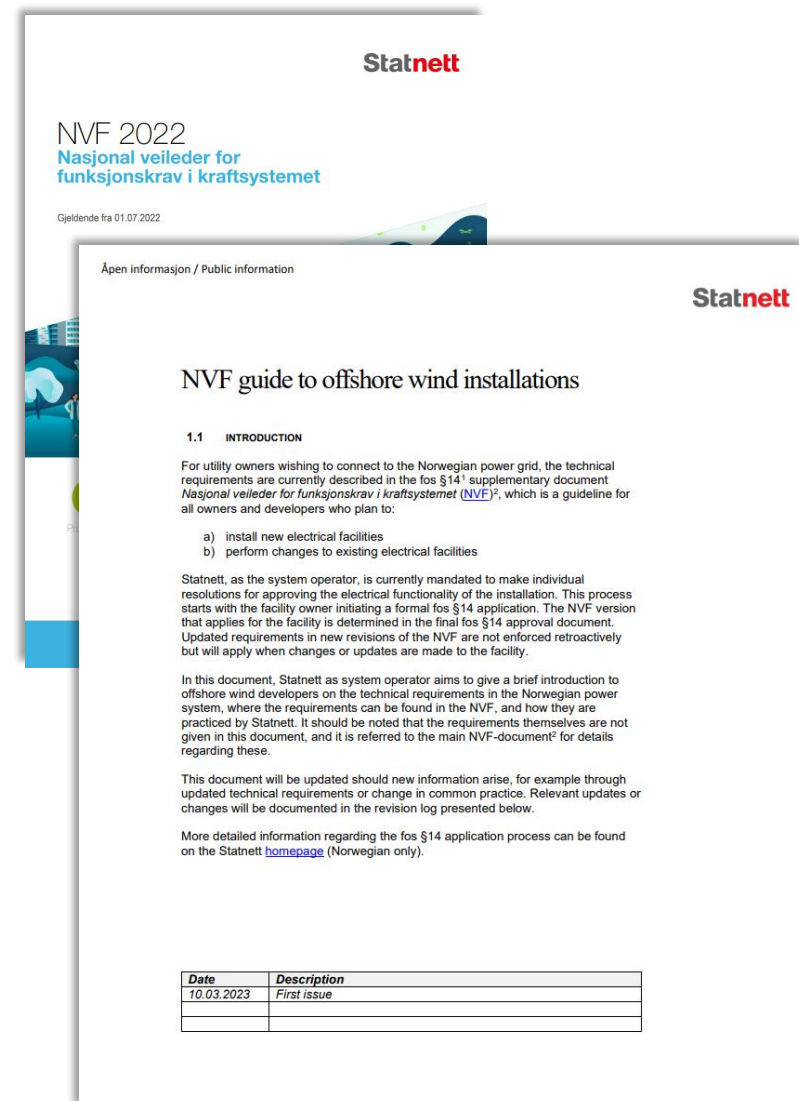 Statnett
NVF 2022
Nasjonal veileder for
funksjonskrav i kraftsystemet
Gjeldende fra 01.07.2022
Åpen informasjon / Public information
Statnett
NVF guide to offshore wind installations
1.1 INTRODUCTION
For utility owners wishing to connect to the Norwegian power grid, the technical
requirements are currently described in the fos §14¹ supplementary document
Nasjonal veileder for funksjonskrav i kraftsystemet (NVF)², which is a guideline for
all owners and developers who plan to:
a) install new electrical facilities
b) perform changes to existing electrical facilities
Statnett, as the system operator, is currently mandated to make individual
resolutions for approving the electrical functionality of the installation. This process
starts with the facility owner initiating a formal fos §14 application. The NVF version
that applies for the facility is determined in the final fos §14 approval document.
Updated requirements in new revisions of the NVF are not enforced retroactively
but will apply when changes or updates are made to the facility.
In this document, Statnett as system operator aims to give a brief introduction to
offshore wind developers on the technical requirements in the Norwegian power
system, where the requirements can be found in the NVF, and how they are
practiced by Statnett. It should be noted that the requirements themselves are not
given in this document, and it is referred to the main NVF-document² for details
regarding these.
This document will be updated should new information arise, for example through
updated technical requirements or change in common practice. Relevant updates or
changes will be documented in the revision log presented below.
More detailed information regarding the fos §14 application process can be found
on the Statnett homepage (Norwegian only).
Date Description
10.03.2023 First issue